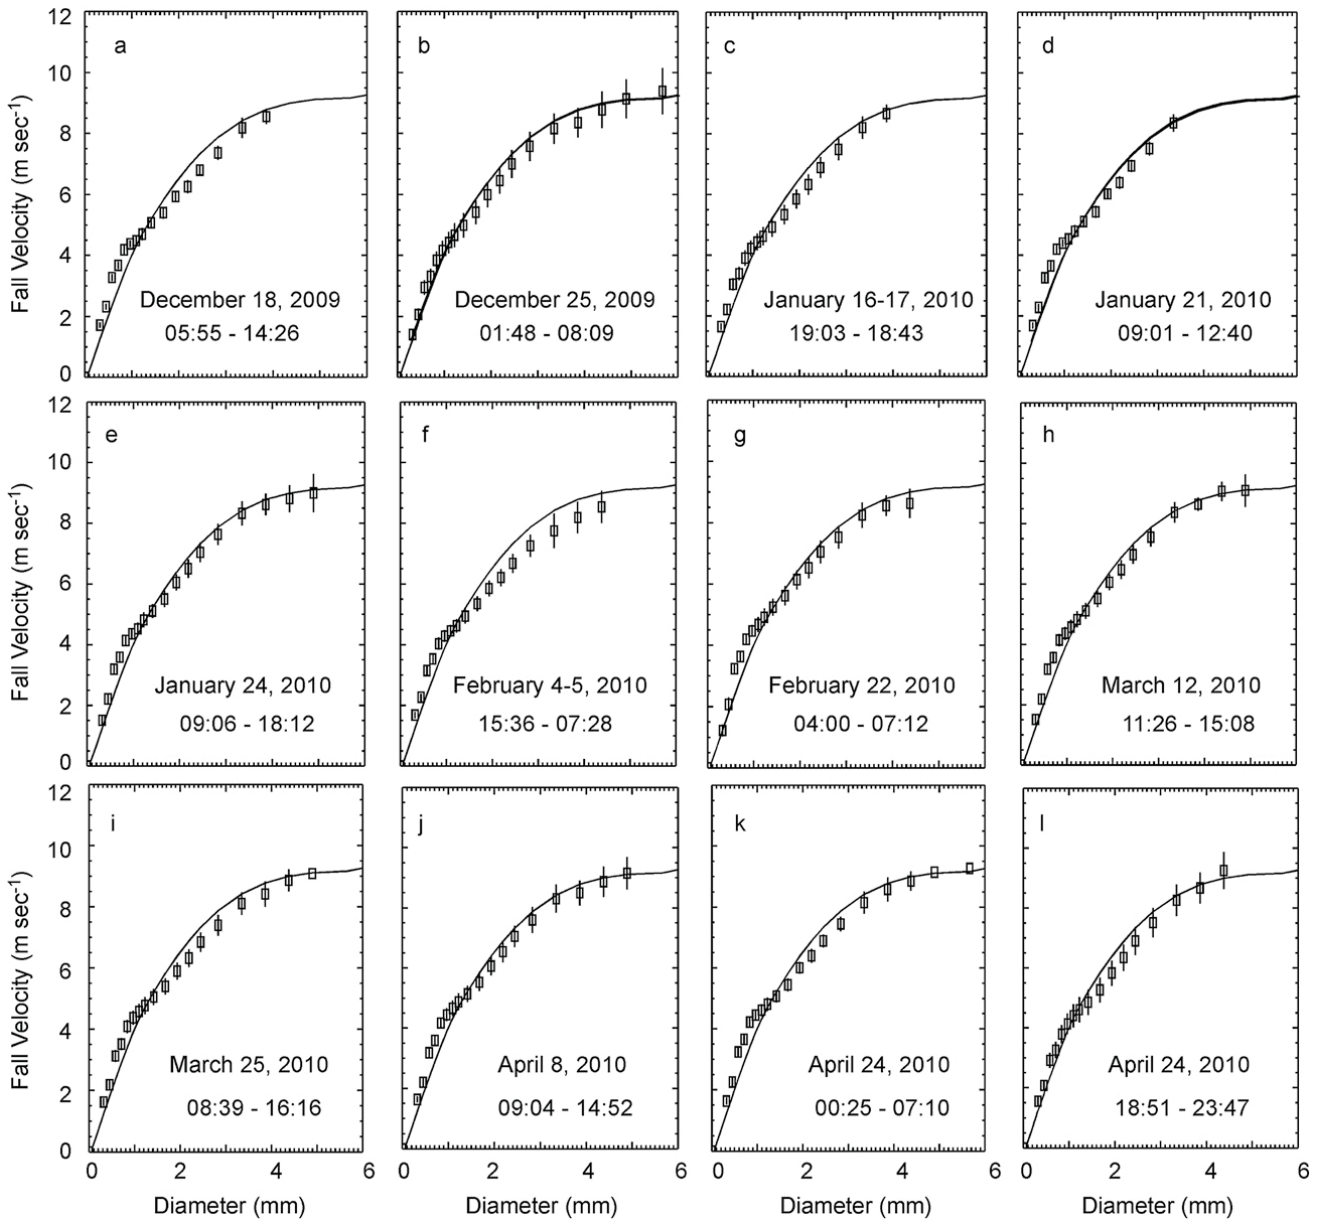 12
10
8
6
4
2
0
Fall Velocity (m sec-1)
a
December 18, 2009
05:55 - 14:26
b
December 25, 2009
01:48 - 08:09
c
January 16-17, 2010
19:03 - 18:43
d
January 21, 2010
09:01 - 12:40
12
10
8
6
4
2
0
Fall Velocity (m sec-1)
e
January 24, 2010
09:06 - 18:12
f
February 4-5, 2010
15:36 - 07:28
g
February 22, 2010
04:00 - 07:12
h
March 12, 2010
11:26 - 15:08
12
10
8
6
4
2
0
Fall Velocity (m sec-1)
i
March 25, 2010
08:39 - 16:16
j
April 8, 2010
09:04 - 14:52
k
April 24, 2010
00:25 - 07:10
l
April 24, 2010
18:51 - 23:47
0 2 4 6
0 2 4 6
0 2 4 6
0 2 4 6
Diameter (mm)
Diameter (mm)
Diameter (mm)
Diameter (mm)